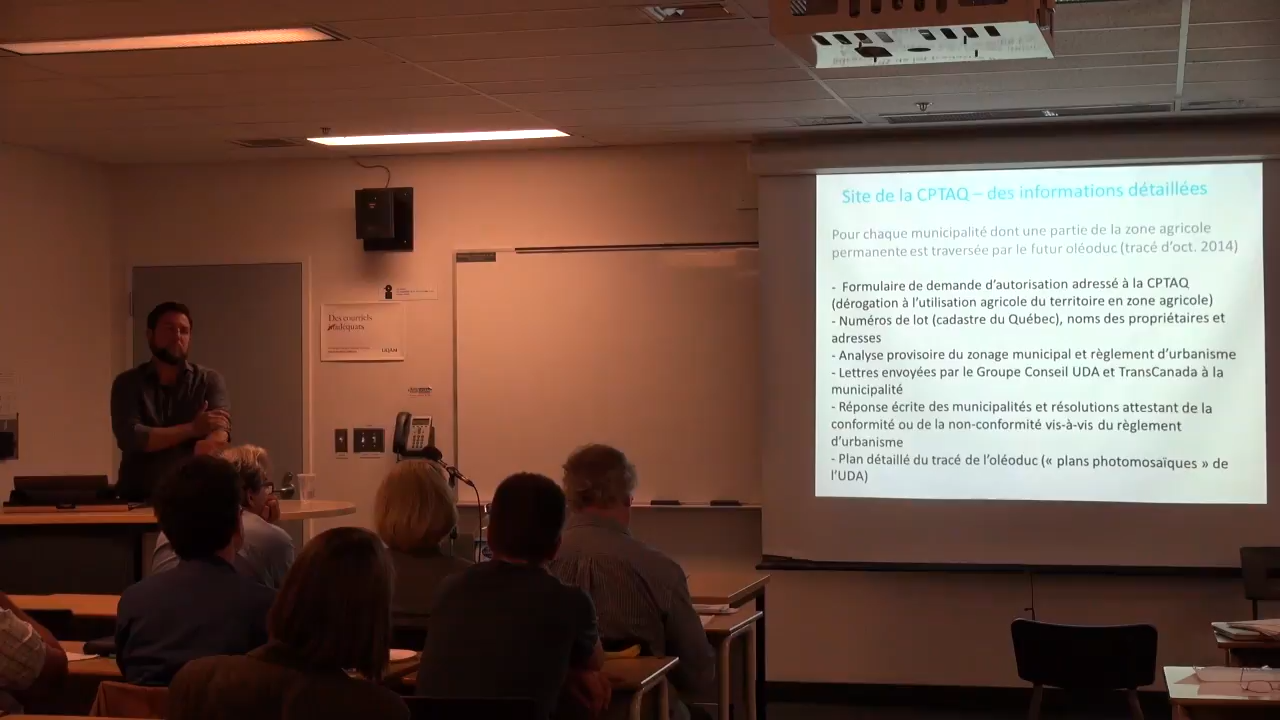 Site de la CPTAQ – des informations détaillées
Pour chaque municipalité dont une partie de la zone agricole
permanente est traversée par le futur oléoduc (tracé d'oct. 2014)
- Formulaire de demande d'autorisation adressé à la CPTAQ
(dérogation à l'utilisation agricole du territoire en zone agricole)
- Numéros de lot (cadastre du Québec), noms des propriétaires et
adresses
- Analyse provisoire du zonage municipal et règlement d'urbanisme
- Lettres envoyées par le Groupe Conseil UDA et TransCanada à la
municipalité
- Réponse écrite des municipalités et résolutions attestant de la
conformité ou de la non-conformité vis-à-vis du règlement
d'urbanisme
- Plan détaillé du tracé de l'oléoduc (« plans photomosaïques » de
l'UDA)
Des courriels
inadéquats
UQÀM